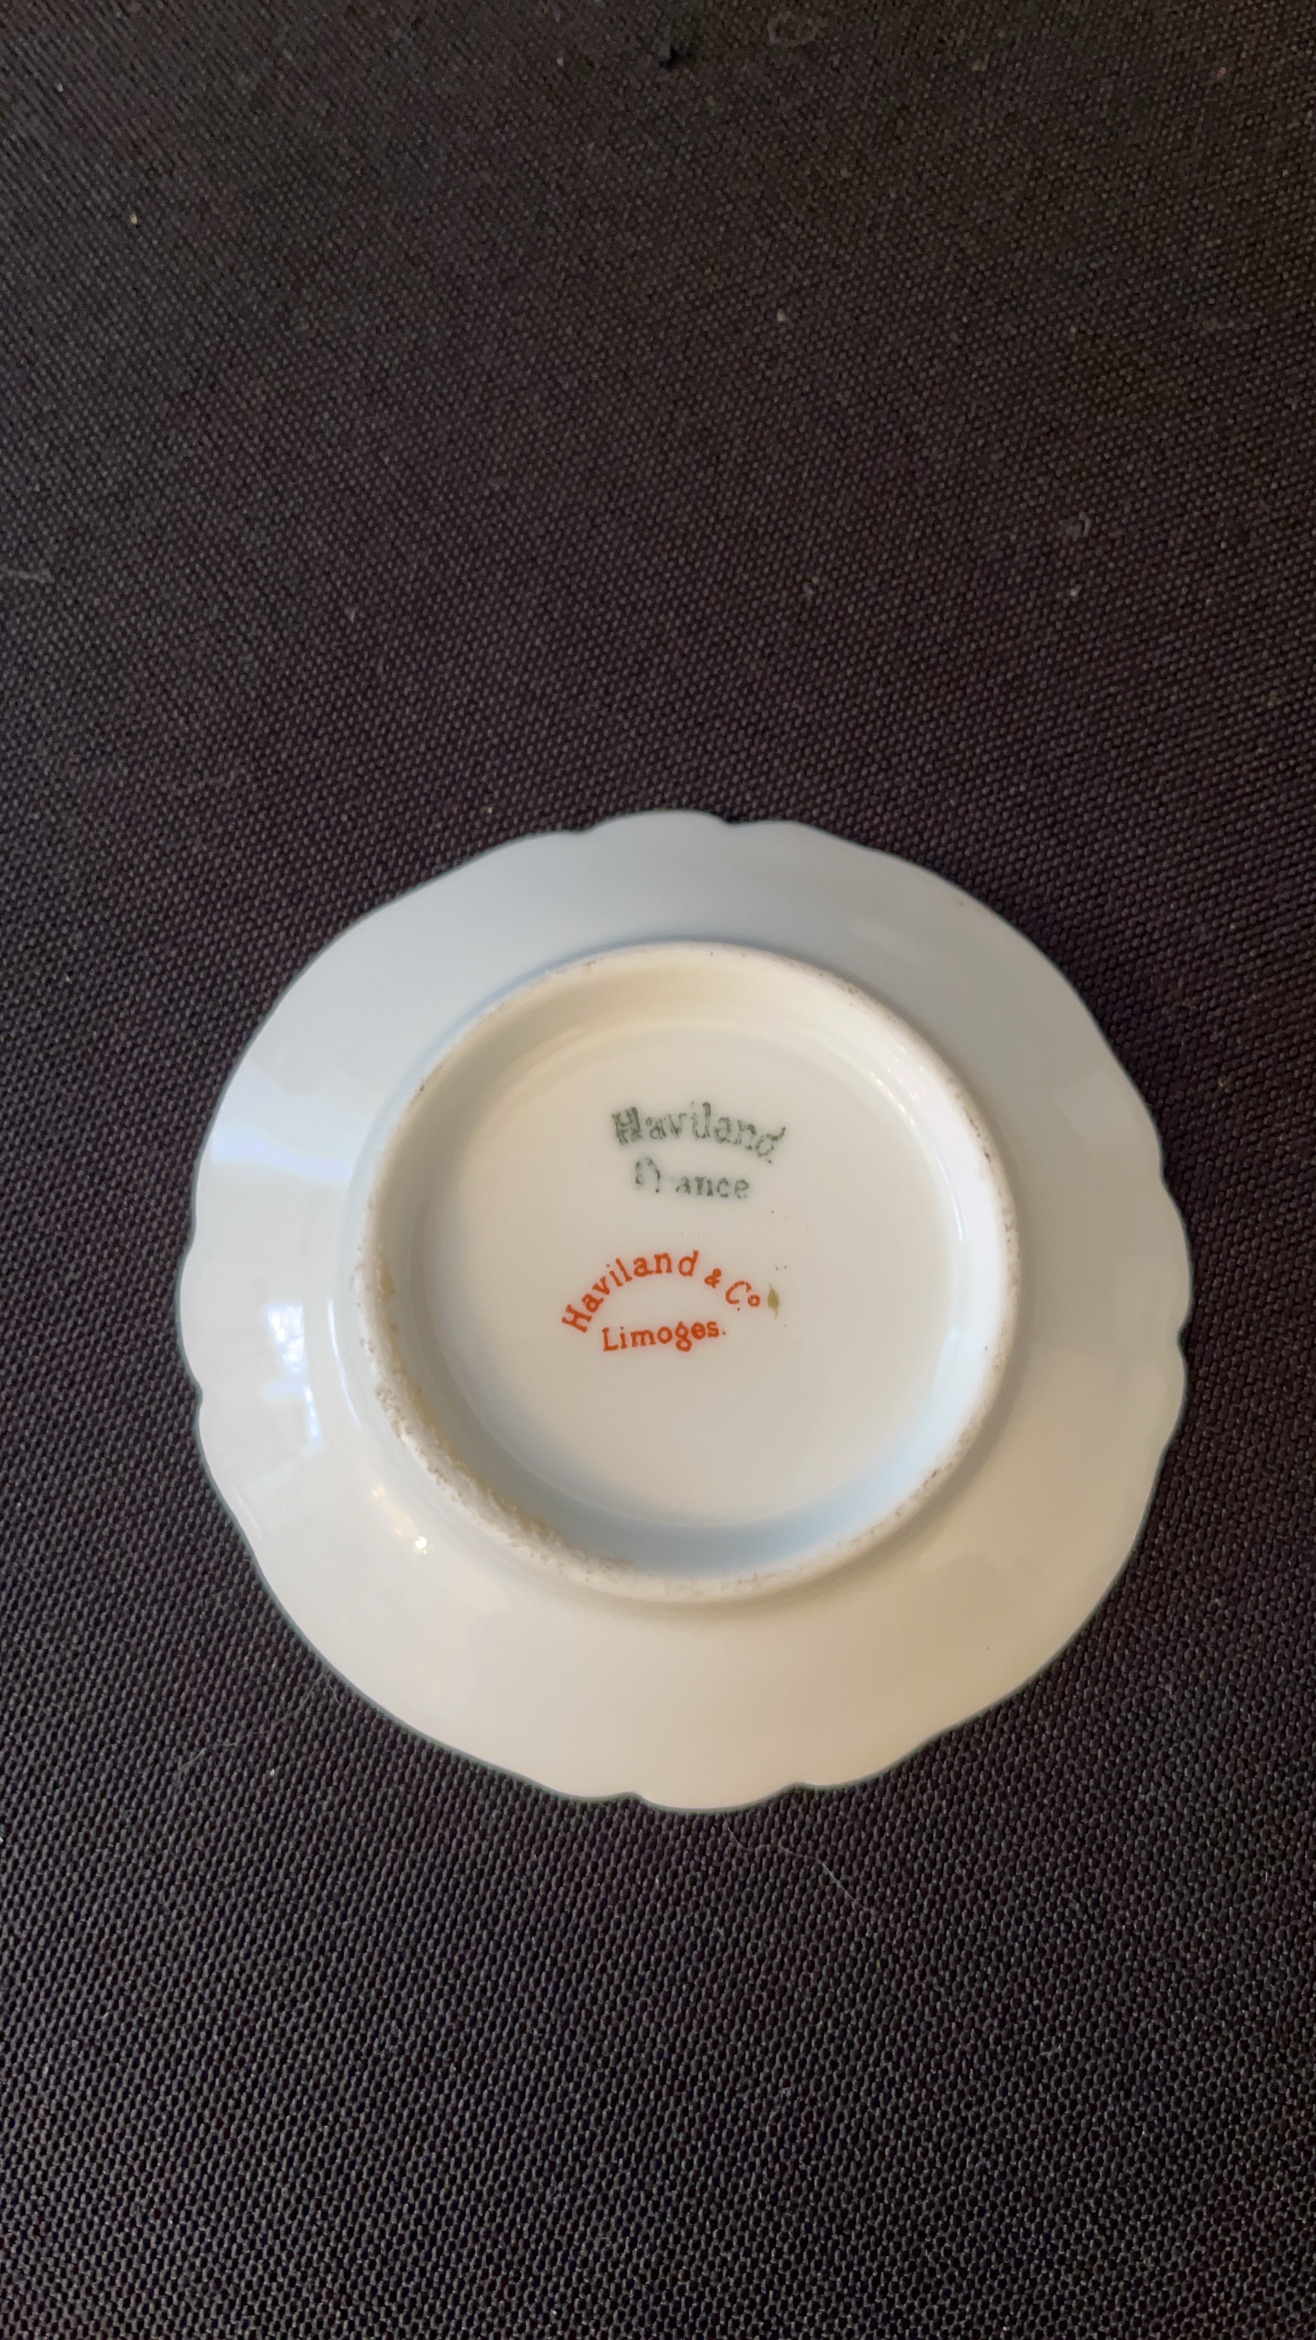 Haviland
France
Haviland & Co
Limoges.